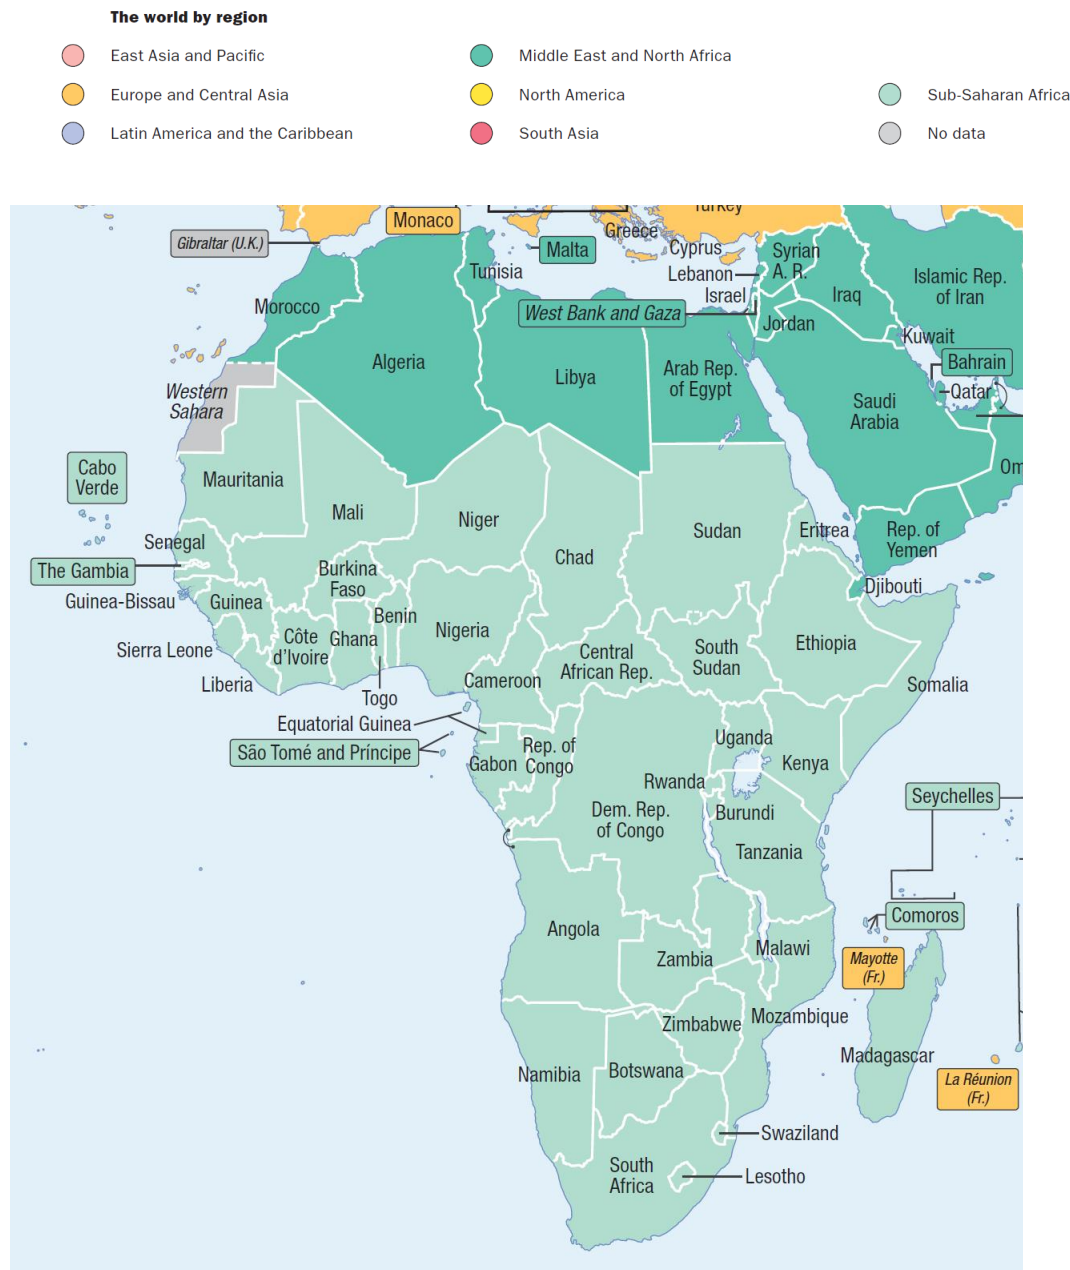 The world by region
East Asia and Pacific
Middle East and North Africa
Europe and Central Asia
North America
Sub-Saharan Africa
Latin America and the Caribbean
South Asia
No data
Monaco
Turkey
Greece
Gibraltar (U.K.)
Malta
Cyprus
Syrian
A. R.
Tunisia
Lebanon
Islamic Rep.
of Iran
Israel
Iraq
Morocco
West Bank and Gaza
Jordan
Kuwait
Algeria
Bahrain
Libya
Arab Rep.
of Egypt
Qatar
Western
Sahara
Saudi
Arabia
Cabo
Verde
Om
Mauritania
Mali
Niger
Sudan
Eritrea
Rep. of
Yemen
Senegal
Chad
The Gambia
Burkina
Faso
Djibouti
Guinea-Bissau
Guinea
Benin
Nigeria
Côte
d'Ivoire
Ghana
Ethiopia
Sierra Leone
Central
African Rep.
South
Sudan
Liberia
Cameroon
Somalia
Togo
Equatorial Guinea
São Tomé and Príncipe
Gabon
Rep. of
Congo
Uganda
Kenya
Rwanda
Seychelles
Dem. Rep.
of Congo
Burundi
Tanzania
Comoros
Angola
Malawi
Zambia
Mayotte
(Fr.)
Zimbabwe
Mozambique
Madagascar
Namibia
Botswana
La Réunion
(Fr.)
Swaziland
South
Africa
Lesotho